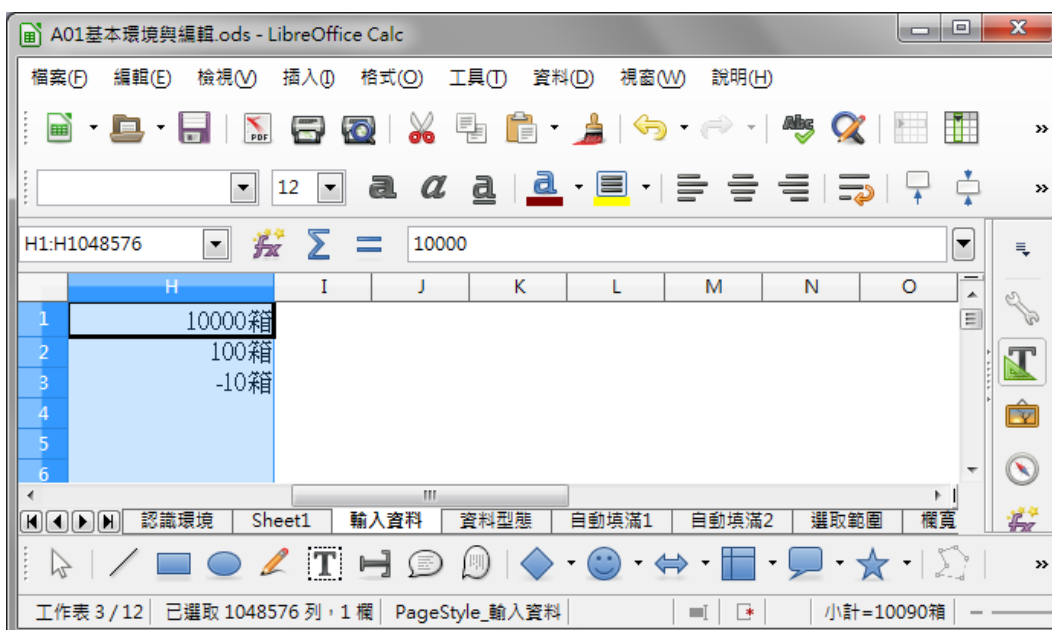 A01基本環境與編輯.ods - LibreOffice Calc
檔案(F) 編輯(E) 檢視(V) 插入(I) 格式(O) 工具(T) 資料(D) 視窗(W) 說明(H)
PDF Abc »
12 a a a a »
H1:H1048576 fx Σ = 10000
H I J K L M N O
1 10000箱
2 100箱
3 -10箱
4
5
6
認識環境 Sheet1 輸入資料 資料型態 自動填滿1 自動填滿2 選取範圍 欄寬
T »
工作表 3 / 12 已選取 1048576 列，1 欄 PageStyle_輸入資料 小計=10090箱